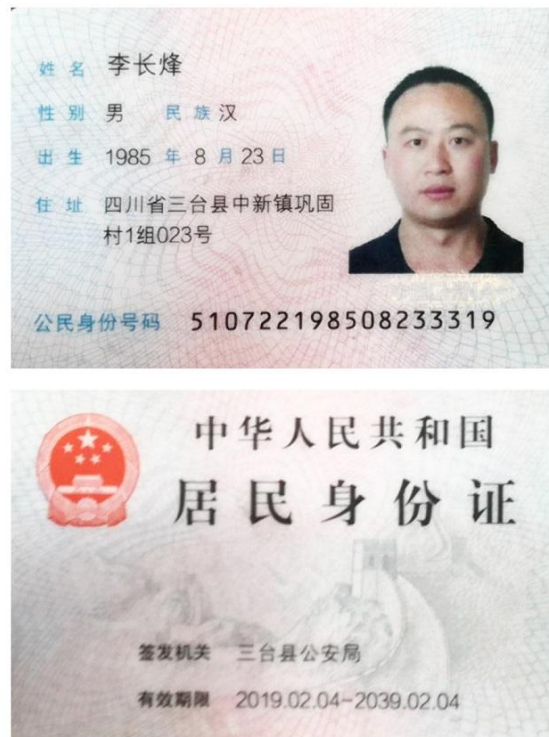 姓名 李长烽
性别 男 民族 汉
出生 1985 年 8 月 23 日
住址 四川省三台县中新镇巩固
村1组023号
公民身份号码 510722198508233319
中华人民共和国
居民身份证
签发机关 三台县公安局
有效期限 2019.02.04-2039.02.04